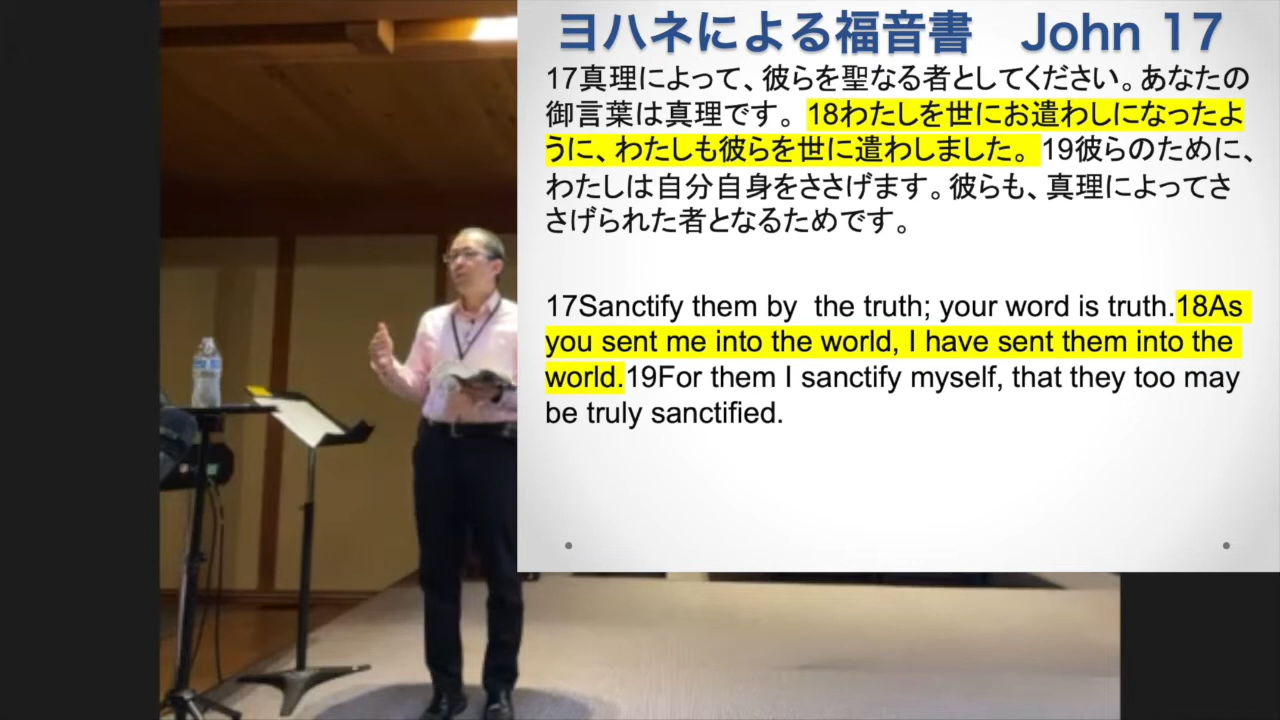 ヨハネによる福音書　John 17
17真理によって、彼らを聖なる者としてください。あなたの
御言葉は真理です。18わたしを世にお遣わしになったよ
うに、わたしも彼らを世に遣わしました。19彼らのために、
わたしは自分自身をささげます。彼らも、真理によってさ
さげられた者となるためです。
17Sanctify them by  the truth; your word is truth.18As
you sent me into the world, I have sent them into the
world.19For them I sanctify myself, that they too may
be truly sanctified.